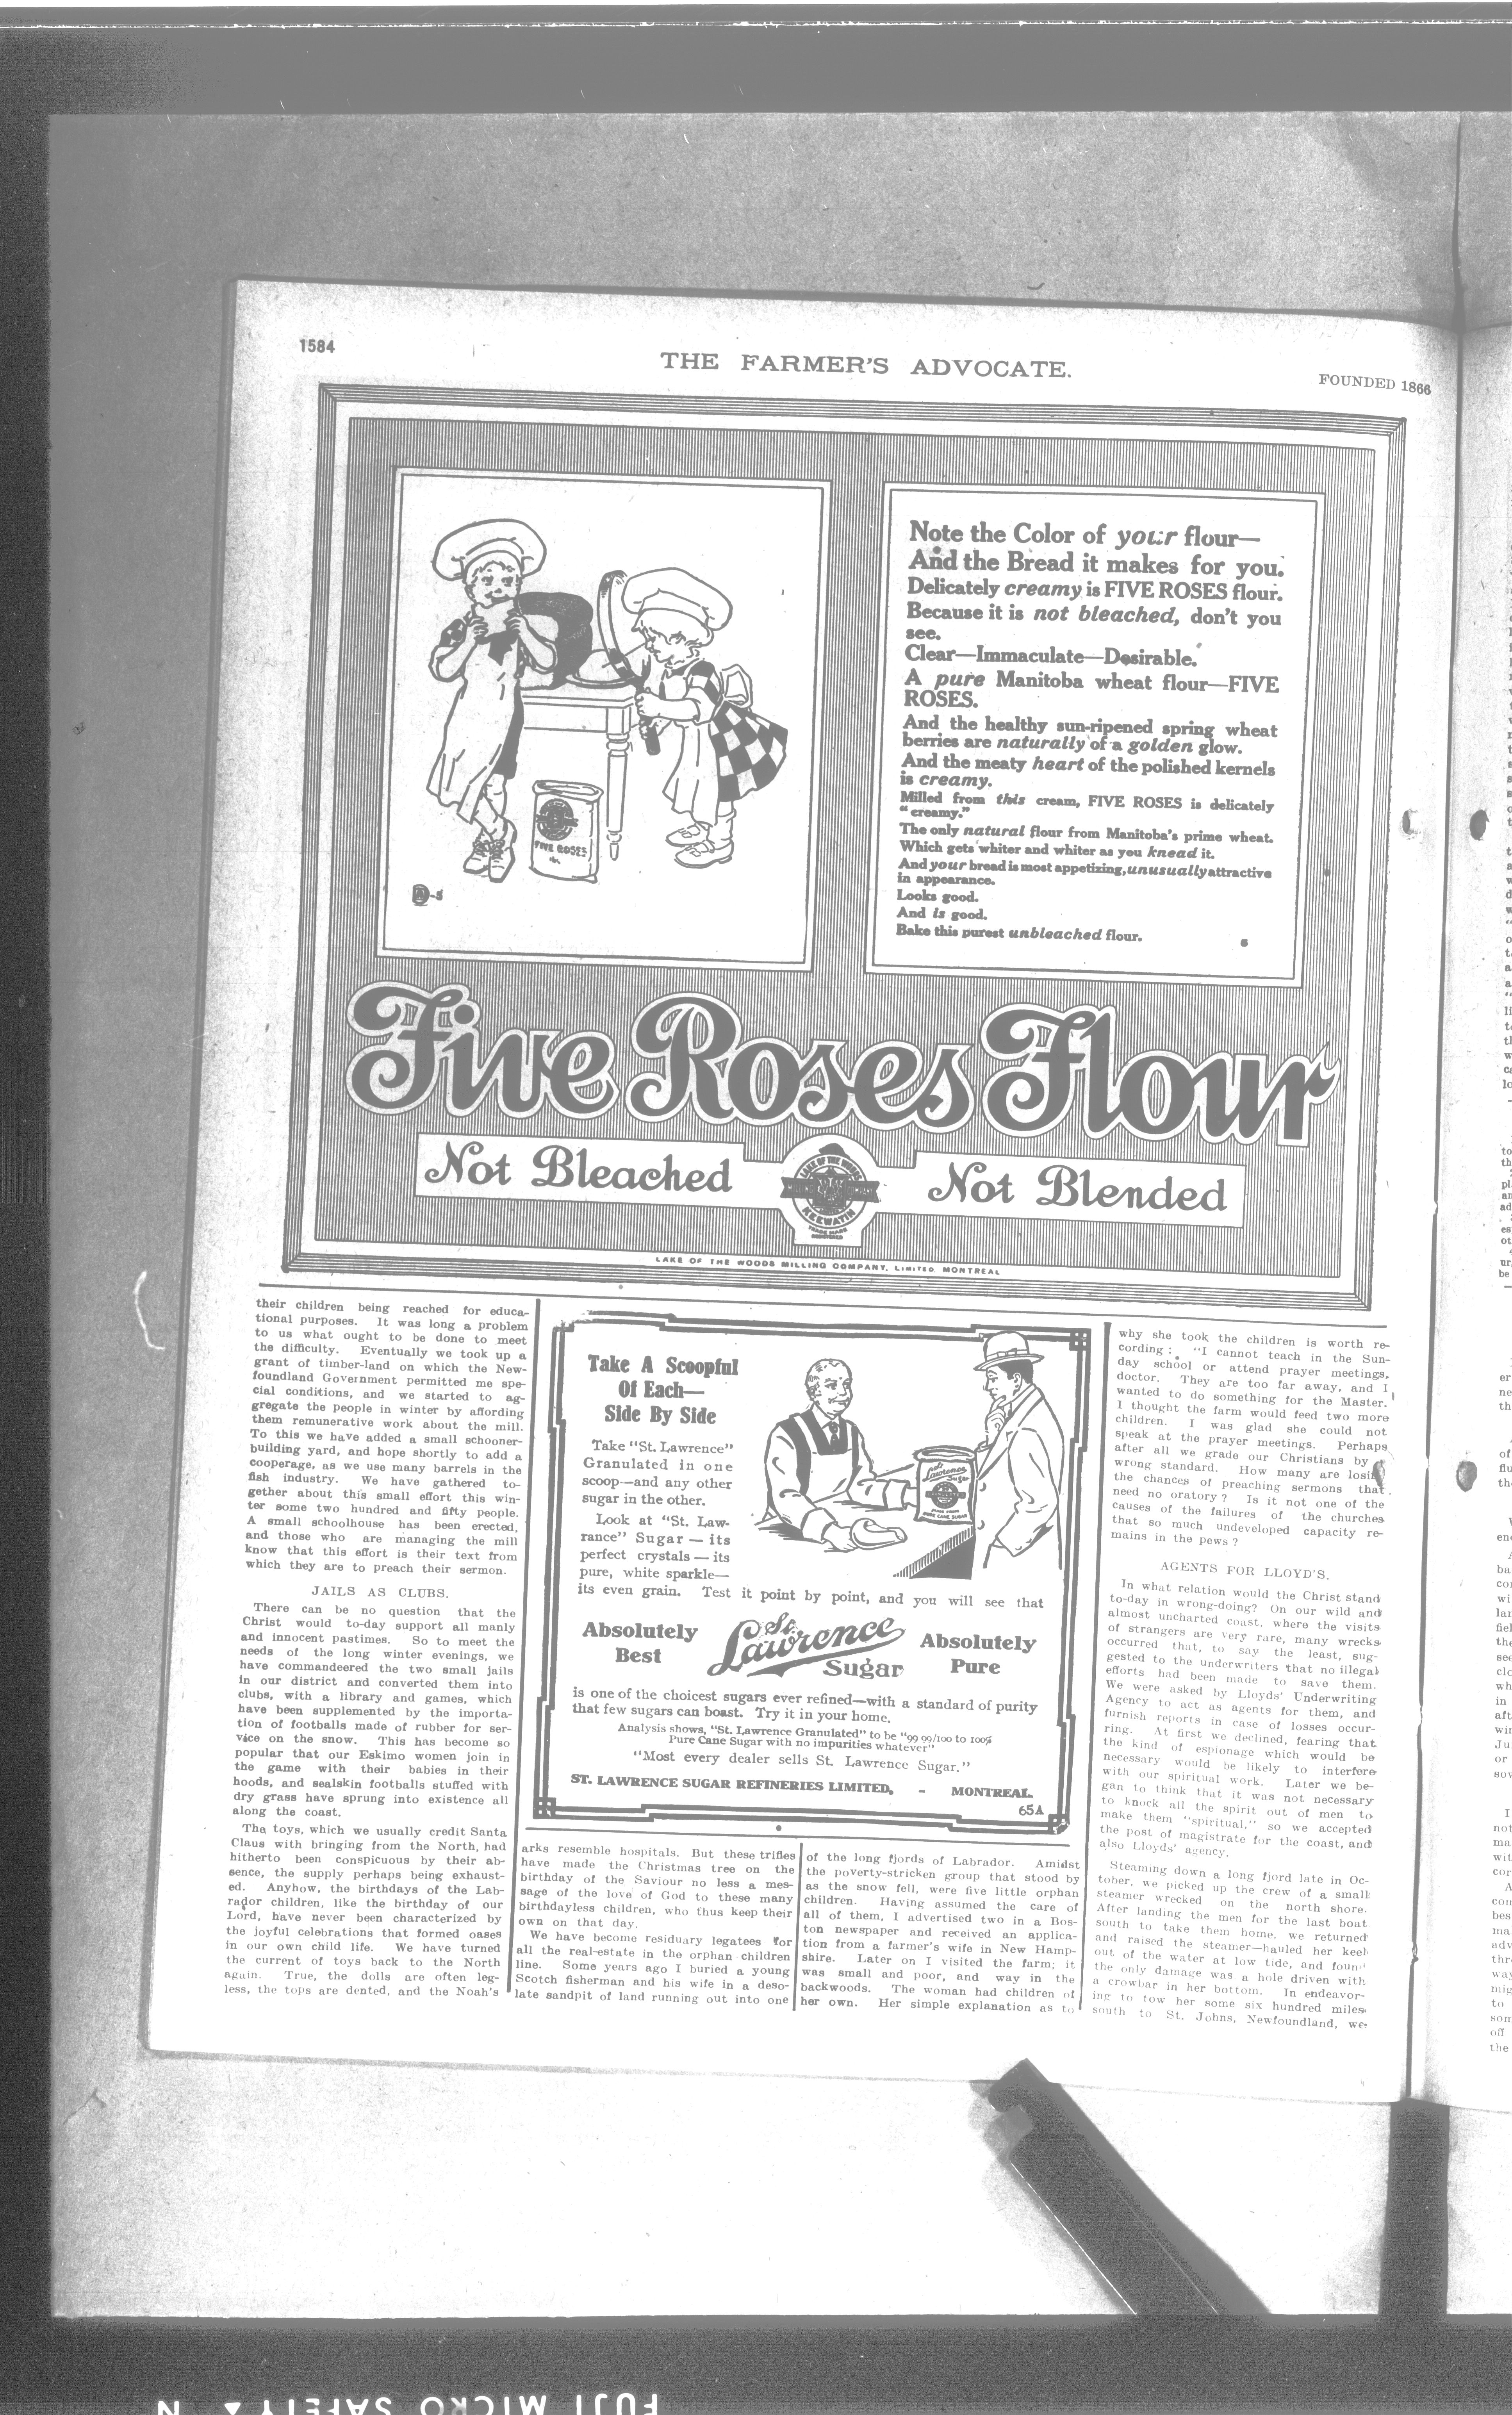 1584
THE FARMER'S ADVOCATE.
FOUNDED 1866
Note the Color of your flour—
And the Bread it makes for you.
Delicately creamy is FIVE ROSES flour.
Because it is not bleached, don't you
see.
Clear—Immaculate—Desirable.
A pure Manitoba wheat flour—FIVE
ROSES.
And the healthy sun-ripened spring wheat
berries are naturally of a golden glow.
And the meaty heart of the polished kernels
is creamy.
Milled from this cream, FIVE ROSES is delicately
"creamy."
The only natural flour from Manitoba's prime wheat.
Which gets whiter and whiter as you knead it.
And your bread is most appetizing, unusually attractive
in appearance.
Looks good.
And is good.
Bake this purest unbleached flour.
FIVE ROSES
Five Roses Flour
Not Bleached
LAKE OF THE WOODS
KEEWATIN
TRADE MARK
REGISTERED
Not Blended
LAKE OF THE WOODS MILLING COMPANY, LIMITED, MONTREAL
their children being reached for educa-
tional purposes. It was long a problem
to us what ought to be done to meet
the difficulty. Eventually we took up a
grant of timber-land on which the New-
foundland Government permitted me spe-
cial conditions, and we started to ag-
gregate the people in winter by affording
them remunerative work about the mill.
To this we have added a small schooner-
building yard, and hope shortly to add a
cooperage, as we use many barrels in the
fish industry. We have gathered to-
gether about this small effort this win-
ter some two hundred and fifty people.
A small schoolhouse has been erected,
and those who are managing the mill
know that this effort is their text from
which they are to preach their sermon.
JAILS AS CLUBS.
There can be no question that the
Christ would to-day support all manly
and innocent pastimes. So to meet the
needs of the long winter evenings, we
have commandeered the two small jails
in our district and converted them into
clubs, with a library and games, which
have been supplemented by the importa-
tion of footballs made of rubber for ser-
vice on the snow. This has become so
popular that our Eskimo women join in
the game with their babies in their
hoods, and sealskin footballs stuffed with
dry grass have sprung into existence all
along the coast.
The toys, which we usually credit Santa
Claus with bringing from the North, had
hitherto been conspicuous by their ab-
sence, the supply perhaps being exhaust-
ed. Anyhow, the birthdays of the Lab-
rador children, like the birthday of our
Lord, have never been characterized by
the joyful celebrations that formed oases
in our own child life. We have turned
the current of toys back to the North
again. True, the dolls are often leg-
less, the tops are dented, and the Noah's
Take A Scoopful
Of Each—
Side By Side
Take "St. Lawrence"
Granulated in one
scoop—and any other
sugar in the other.
Look at "St. Law-
rance" Sugar — its
perfect crystals — its
pure, white sparkle—
its even grain. Test it point by point, and you will see that
St. Lawrence Sugar
Absolutely
Best
St. Lawrence
Sugar
Absolutely
Pure
is one of the choicest sugars ever refined—with a standard of purity
that few sugars can boast. Try it in your home.
Analysis shows, "St. Lawrence Granulated" to be "99 99/100 to 100%
Pure Cane Sugar with no impurities whatever"
"Most every dealer sells St. Lawrence Sugar."
ST. LAWRENCE SUGAR REFINERIES LIMITED, - MONTREAL.
65A
arks resemble hospitals. But these trifles
have made the Christmas tree on the
birthday of the Saviour no less a mes-
sage of the love of God to these many
birthdayless children, who thus keep their
own on that day.
We have become residuary legatees for
all the real-estate in the orphan children
line. Some years ago I buried a young
Scotch fisherman and his wife in a deso-
late sandpit of land running out into one
of the long fjords of Labrador. Amidst
the poverty-stricken group that stood by
as the snow fell, were five little orphan
children. Having assumed the care of
all of them, I advertised two in a Bos-
ton newspaper and received an applica-
tion from a farmer's wife in New Hamp-
shire. Later on I visited the farm; it
was small and poor, and way in the
backwoods. The woman had children of
her own. Her simple explanation as to
why she took the children is worth re-
cording: "I cannot teach in the Sun-
day school or attend prayer meetings,
doctor. They are too far away, and I
wanted to do something for the Master.
I thought the farm would feed two more
children. I was glad she could not
speak at the prayer meetings. Perhaps
after all we grade our Christians by
wrong standard. How many are losing
the chances of preaching sermons that
need no oratory? Is it not one of the
causes of the failures of the churches
that so much undeveloped capacity re-
mains in the pews?
AGENTS FOR LLOYD'S.
In what relation would the Christ stand
to-day in wrong-doing? On our wild and
almost uncharted coast, where the visits
of strangers are very rare, many wrecks
occurred that, to say the least, sug-
gested to the underwriters that no illegal
efforts had been made to save them.
We were asked by Lloyds' Underwriting
Agency to act as agents for them, and
furnish reports in case of losses occur-
ring. At first we declined, fearing that
the kind of espionage which would be
necessary would be likely to interfere
with our spiritual work. Later we be-
gan to think that it was not necessary
to knock all the spirit out of men to
make them "spiritual," so we accepted
the post of magistrate for the coast, and
also Lloyds' agency.
Steaming down a long fjord late in Oc-
tober, we picked up the crew of a small
steamer wrecked on the north shore.
After landing the men for the last boat
south to take them home, we returned
and raised the steamer—hauled her keel
out of the water at low tide, and found
the only damage was a hole driven with
a crowbar in her bottom. In endeavor-
ing to tow her some six hundred miles
south to St. Johns, Newfoundland, we
FUJI MICRO SAFETY